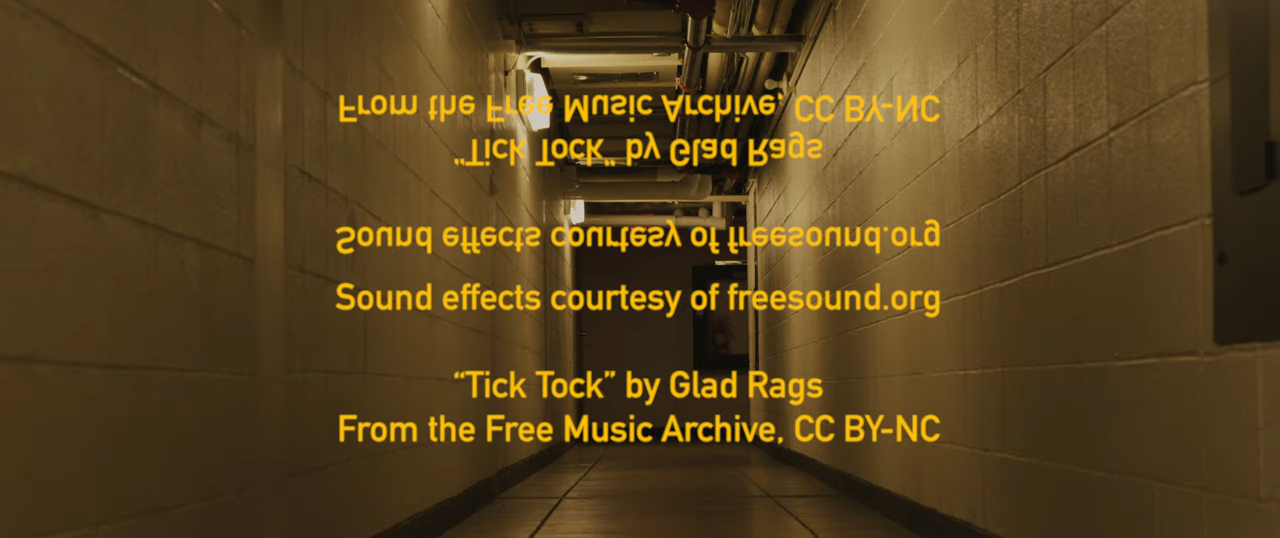 From the Free Music Archive, CC BY-NC
“Tick Tock” by Glad Rags
Sound effects courtesy of freesound.org
Sound effects courtesy of freesound.org
“Tick Tock” by Glad Rags
From the Free Music Archive, CC BY-NC